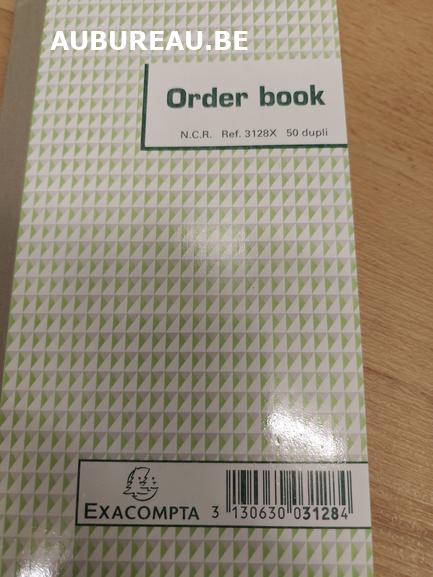 AUBUREAU.BE
Order book
N.C.R. Ref. 3128X 50 dupli
EXACOMPTA 3 130630 031284